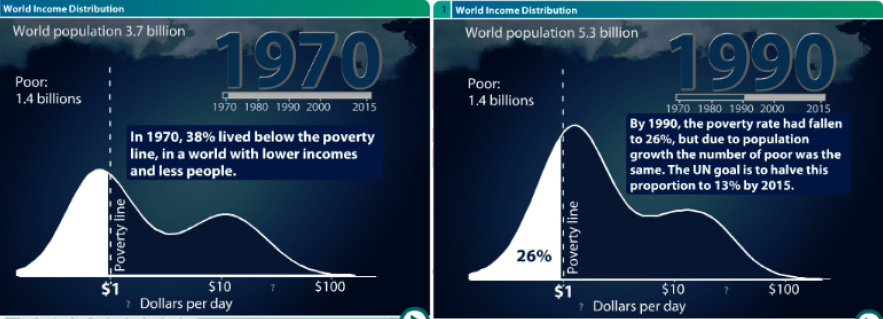 World Income Distribution
World population 3.7 billion
1970
Poor:
1.4 billions
1970 1980 1990 2000 2015
In 1970, 38% lived below the poverty
line, in a world with lower incomes
and less people.
Poverty line
$1 $10 ? $100
? Dollars per day
1 World Income Distribution
World population 5.3 billion
1990
Poor:
1.4 billions
1970 1980 1990 2000 2015
By 1990, the poverty rate had fallen
to 26%, but due to population
growth the number of poor was the
same. The UN goal is to halve this
proportion to 13% by 2015.
Poverty line
26%
$1 $10 ? $100
? Dollars per day